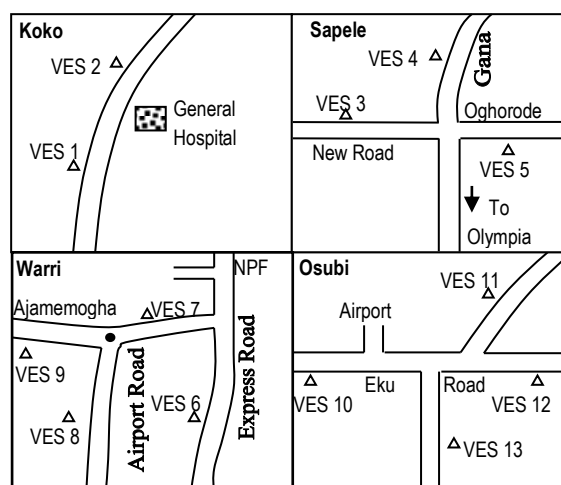 Koko
VES 2
General
Hospital
VES 1
Sapele
VES 4
Gana
VES 3
Oghorode
New Road
VES 5
To
Olympia
Warri
NPF
Ajamemogha
VES 7
Express Road
Airport Road
VES 9
VES 6
VES 8
Osubi
VES 11
Airport
Eku Road
VES 10
VES 12
VES 13